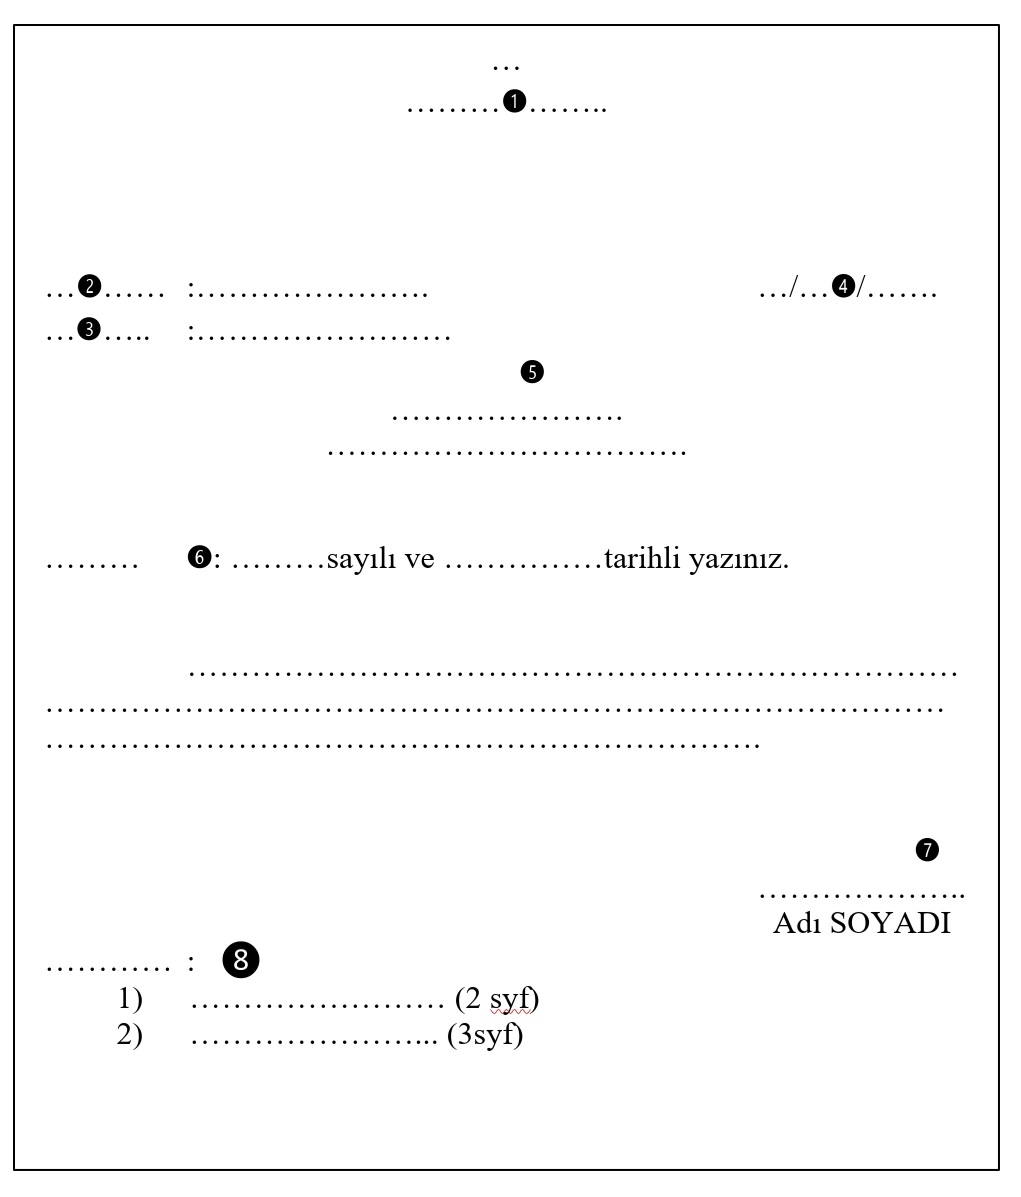 …
………❶……..
…❷…… :…………………. …/…❹/…….
…❸….. :……………………
❺
………………….
…………………………….
……… ❻: ………sayılı ve ……………tarihli yazınız.
………………………………………………………………
…………………………………………………………………………
………………………………………………………….
❼
………………..
Adı SOYADI
………… : ❽
1) …………………… (2 syf)
2) …………………... (3syf)